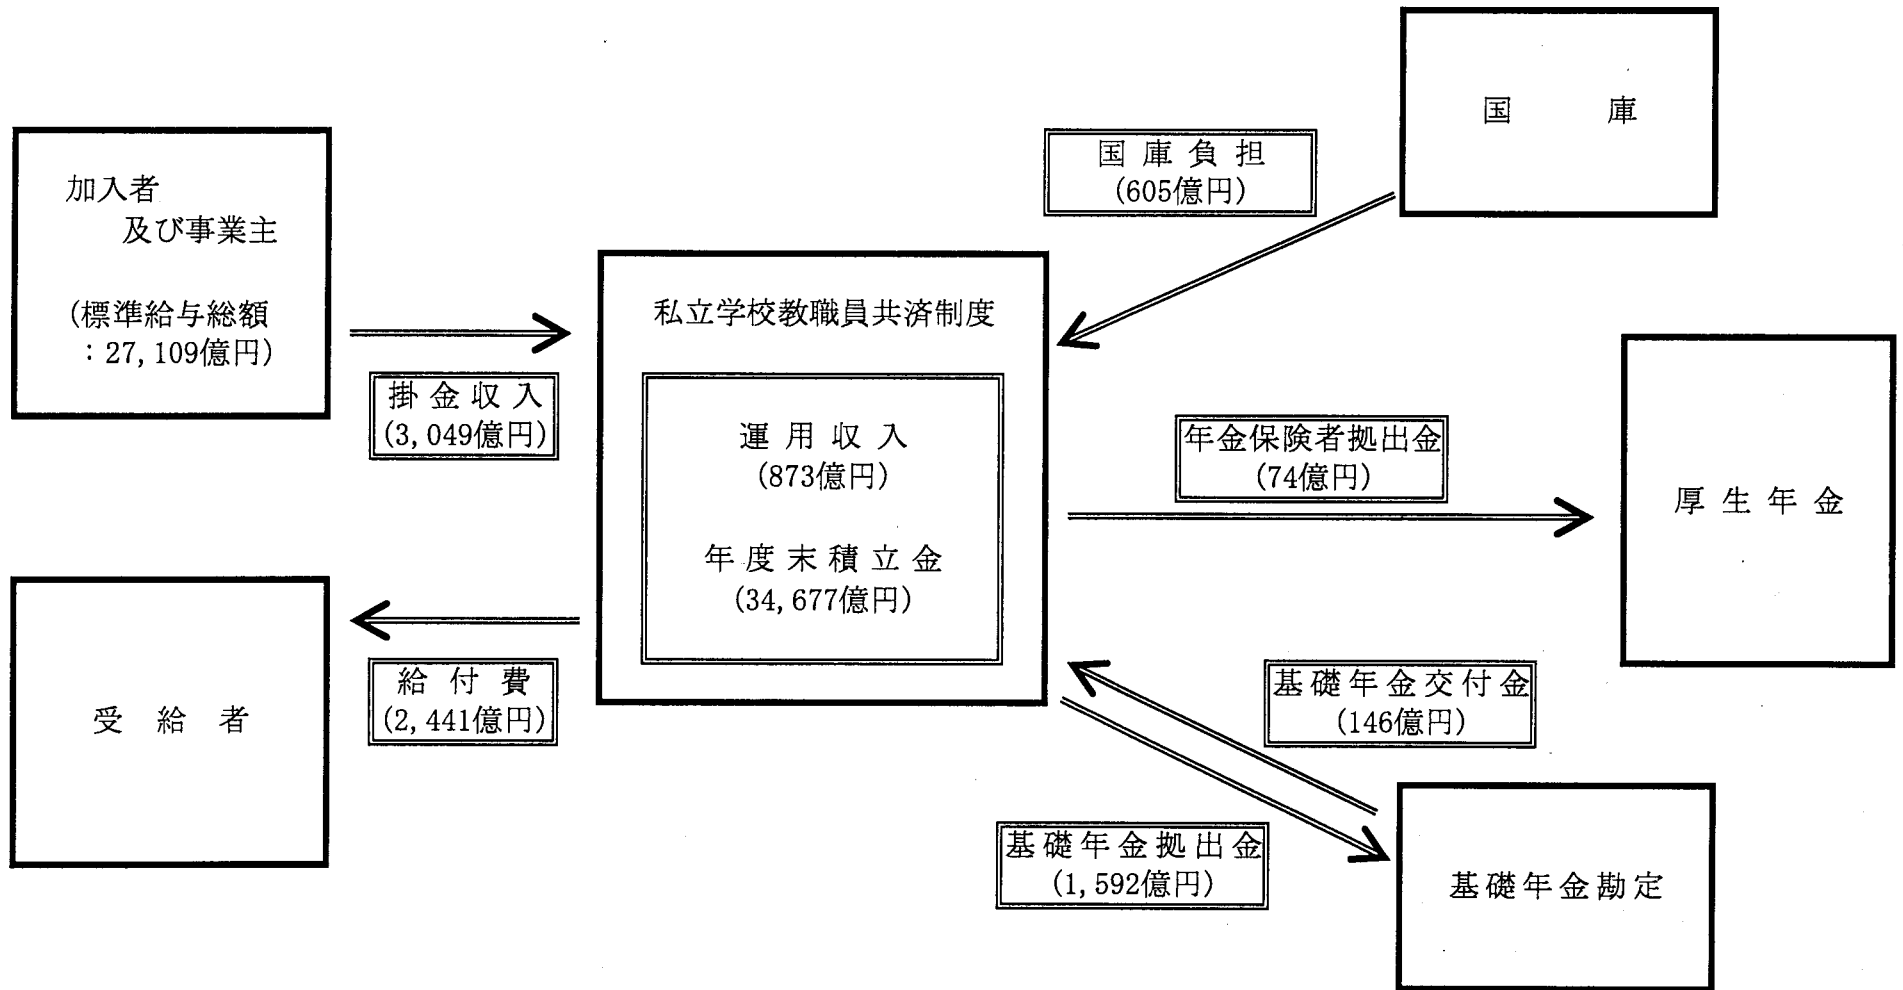 国庫
国庫負担
(605億円)
加入者
及び事業主
(標準給与総額
:27,109億円)
掛金収入
(3,049億円)
私立学校教職員共済制度
運用収入
(873億円)
年度末積立金
(34,677億円)
年金保険者拠出金
(74億円)
厚生年金
受給者
給付費
(2,441億円)
基礎年金交付金
(146億円)
基礎年金拠出金
(1,592億円)
基礎年金勘定